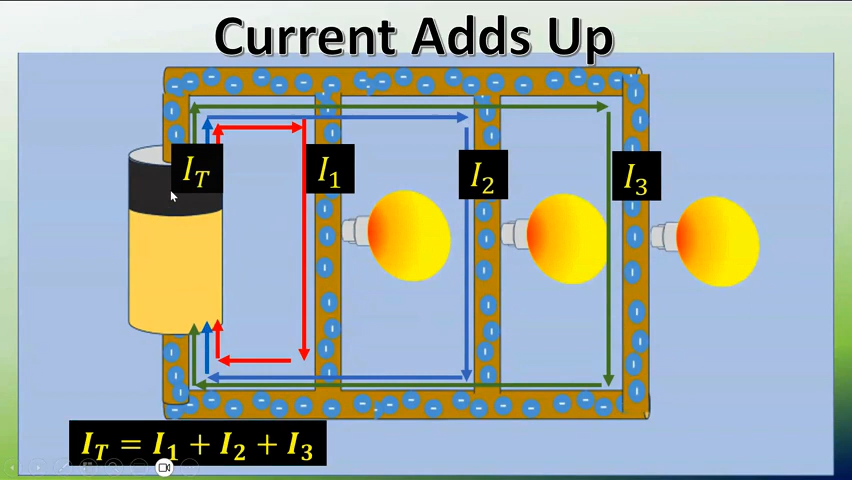 Current Adds Up
I_T
I_1
I_2
I_3
I_T = I_1 + I_2 + I_3